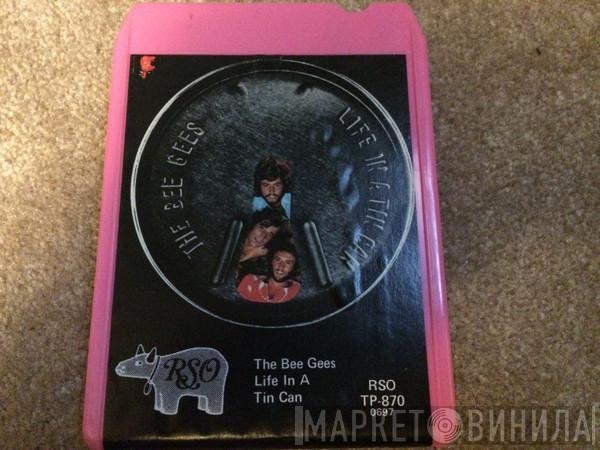 THE BEE GEES
LIFE IN A TIN CAN
RSO
The Bee Gees
Life In A
Tin Can
RSO
TP-870
0697
МАРКЕТ ВИНИЛА